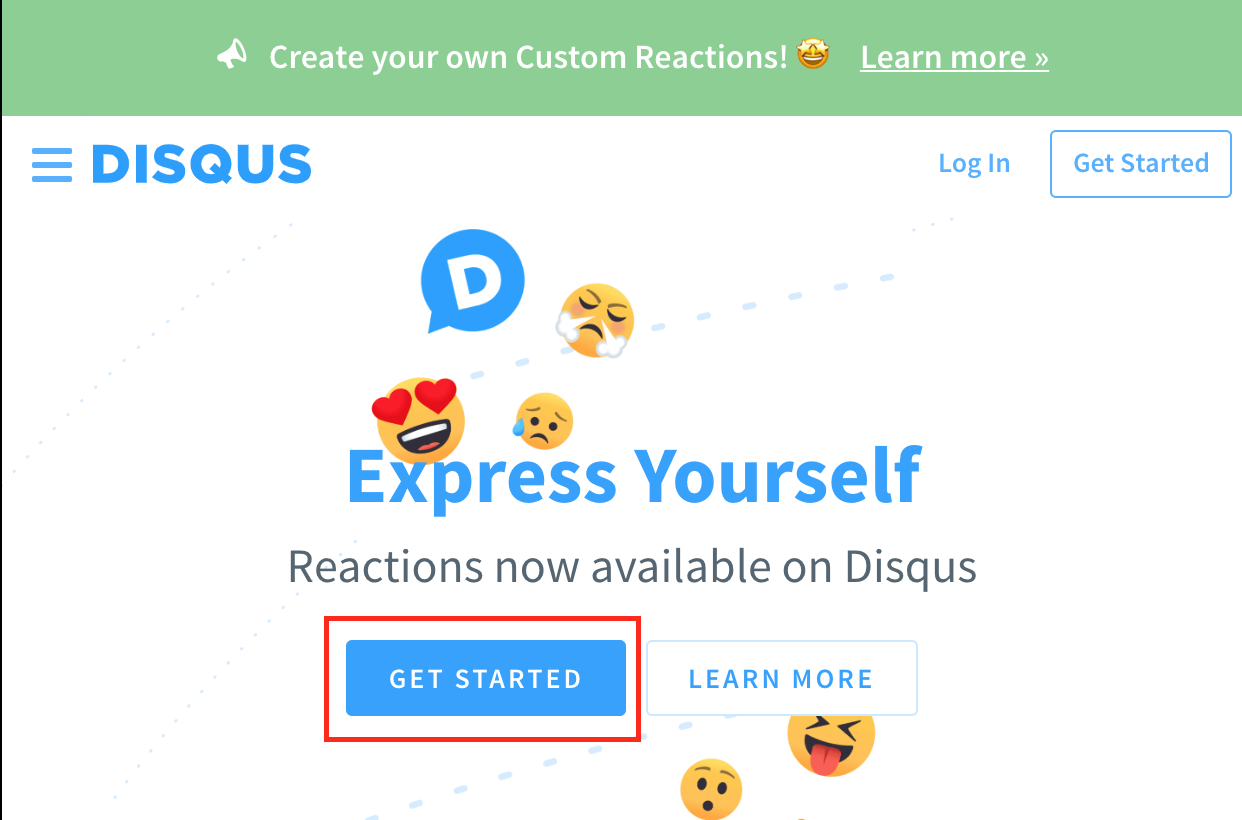 Create your own Custom Reactions! 🤩 Learn more »
DISQUS
Log In
Get Started
D
Express Yourself
Reactions now available on Disqus
GET STARTED
LEARN MORE